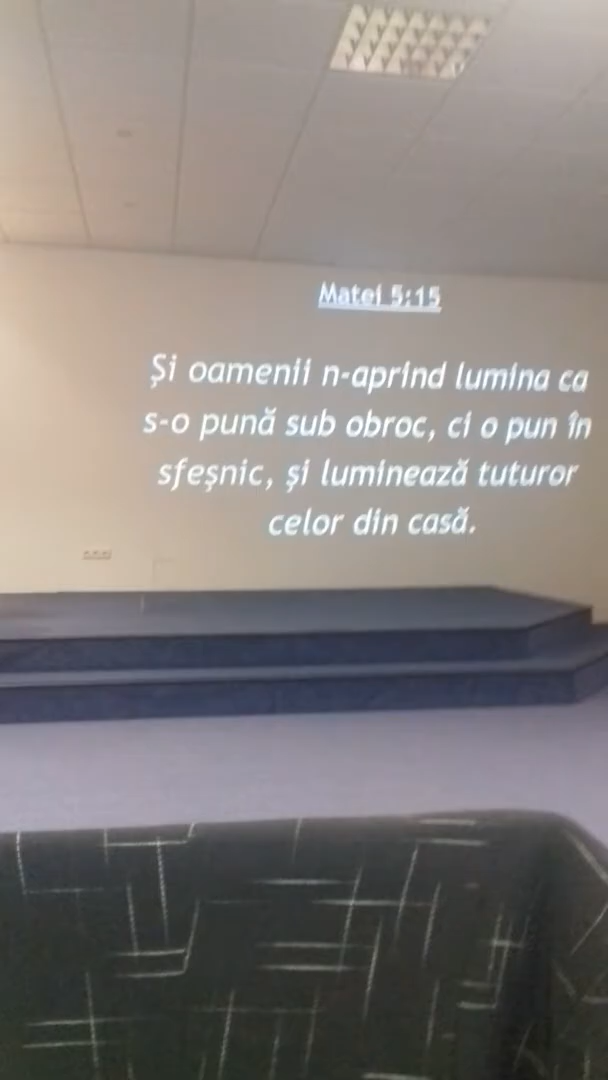 Matei 5:15
Și oamenii n-aprind lumina ca
s-o pună sub obroc, ci o pun în
sfeșnic, și luminează tuturor
celor din casă.